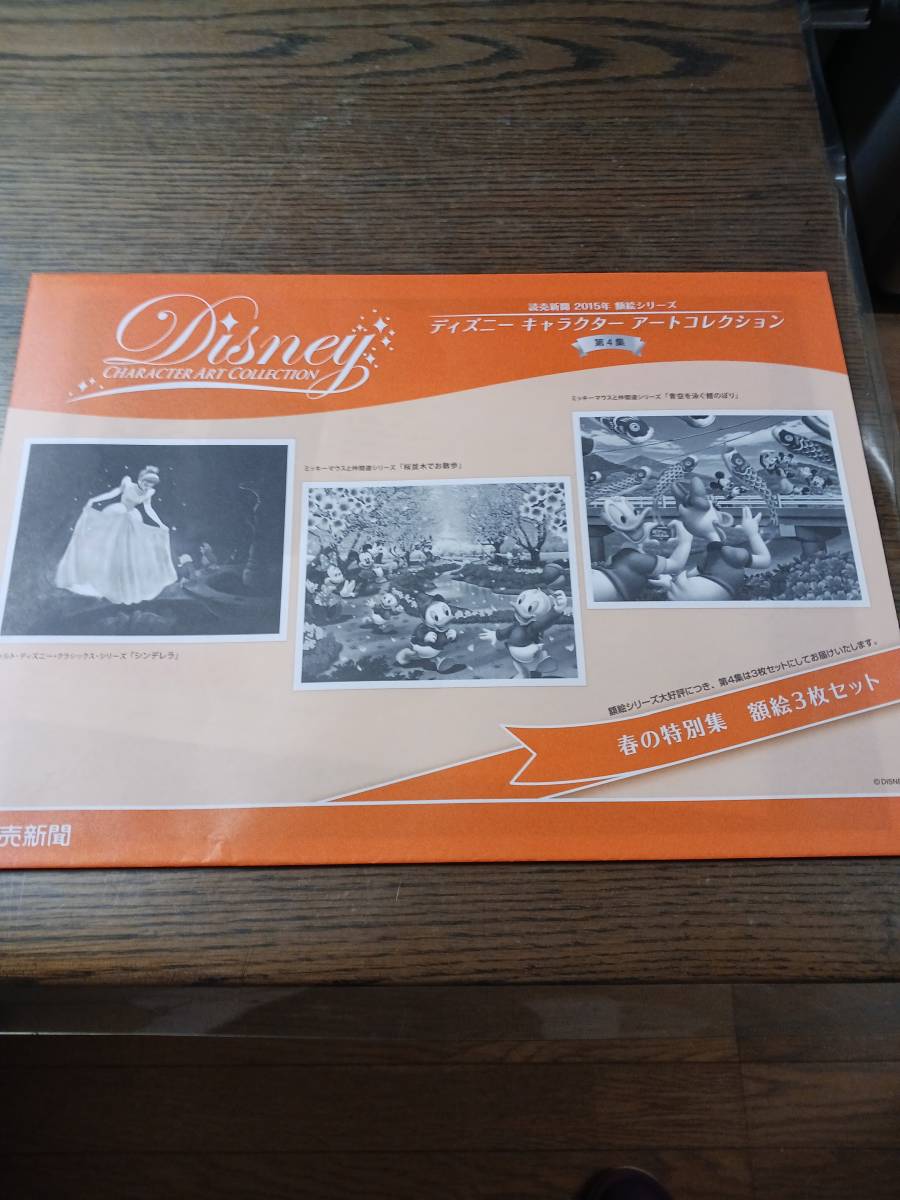 Disney
CHARACTER ART COLLECTION
読売新聞 2015年 額絵シリーズ
ディズニー キャラクター アートコレクション
第4集
ミッキーマウスと仲間達シリーズ「青空を泳ぐ鯉のぼり」
ミッキーマウスと仲間達シリーズ「桜並木でお散歩」
ルト・ディズニー・クラシックス・シリーズ「シンデレラ」
額絵シリーズ大好評につき、第4集は3枚セットにしてお届けいたします。
春の特別集 額絵3枚セット
©DISNE
売新聞